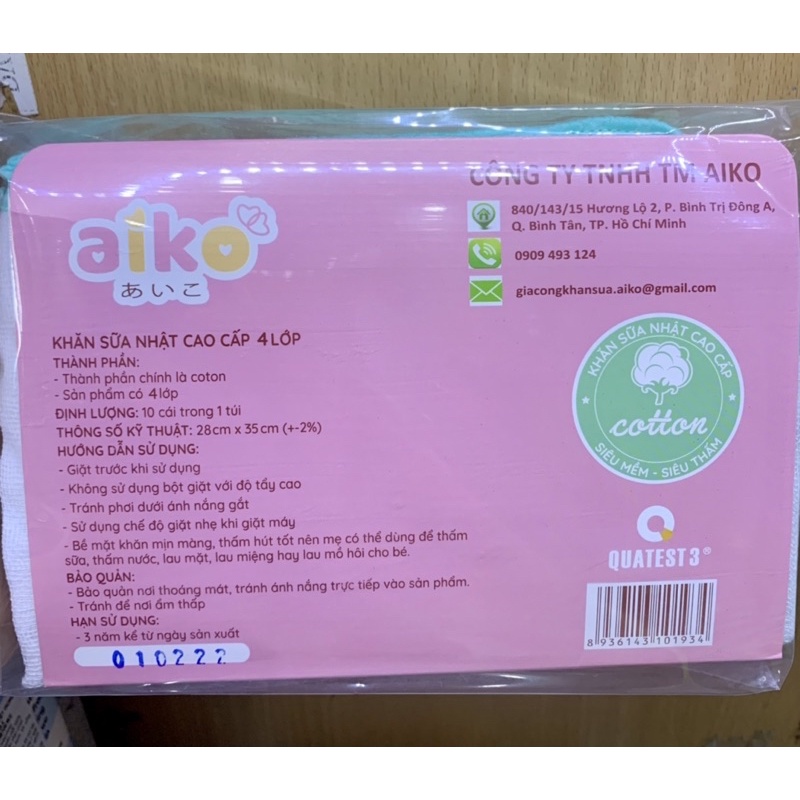 CÔNG TY TNHH TM AIKO
840/143/15 Hương Lộ 2, P. Bình Trị Đông A,
Q. Bình Tân, TP. Hồ Chí Minh
0909 493 124
giacongkhansua.aiko@gmail.com
aiko
あいこ
KHĂN SỮA NHẬT CAO CẤP 4 LỚP
THÀNH PHẦN:
- Thành phần chính là coton
- Sản phẩm có 4 lớp
ĐỊNH LƯỢNG: 10 cái trong 1 túi
THÔNG SỐ KỸ THUẬT: 28cm x 35cm (+-2%)
HƯỚNG DẪN SỬ DỤNG:
- Giặt trước khi sử dụng
- Không sử dụng bột giặt với độ tẩy cao
- Tránh phơi dưới ánh nắng gắt
- Sử dụng chế độ giặt nhẹ khi giặt máy
- Bề mặt khăn mịn màng, thấm hút tốt nên mẹ có thể dùng để thấm
sữa, thấm nước, lau mặt, lau miệng hay lau mồ hôi cho bé.
BẢO QUẢN:
- Bảo quản nơi thoáng mát, tránh ánh nắng trực tiếp vào sản phẩm.
- Tránh để nơi ẩm thấp
HẠN SỬ DỤNG:
- 3 năm kể từ ngày sản xuất
010222
KHĂN SỮA NHẬT CAO CẤP
cotton
SIÊU MỀM - SIÊU THẤM
QUATEST 3®
8 936143 101934